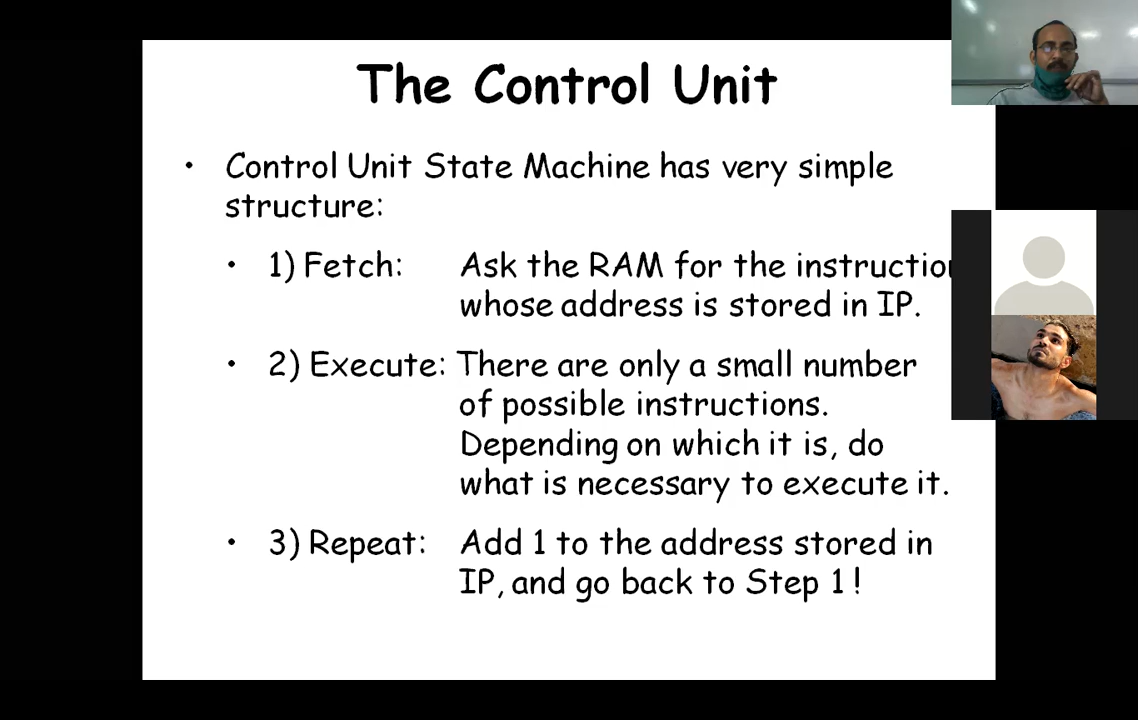 The Control Unit
• Control Unit State Machine has very simple
structure:
• 1) Fetch: Ask the RAM for the instruction
whose address is stored in IP.
• 2) Execute: There are only a small number
of possible instructions.
Depending on which it is, do
what is necessary to execute it.
• 3) Repeat: Add 1 to the address stored in
IP, and go back to Step 1 !